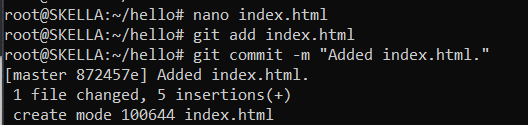 root@SKELLA:~/hello# nano index.html
root@SKELLA:~/hello# git add index.html
root@SKELLA:~/hello# git commit -m "Added index.html."
[master 872457e] Added index.html.
 1 file changed, 5 insertions(+)
 create mode 100644 index.html